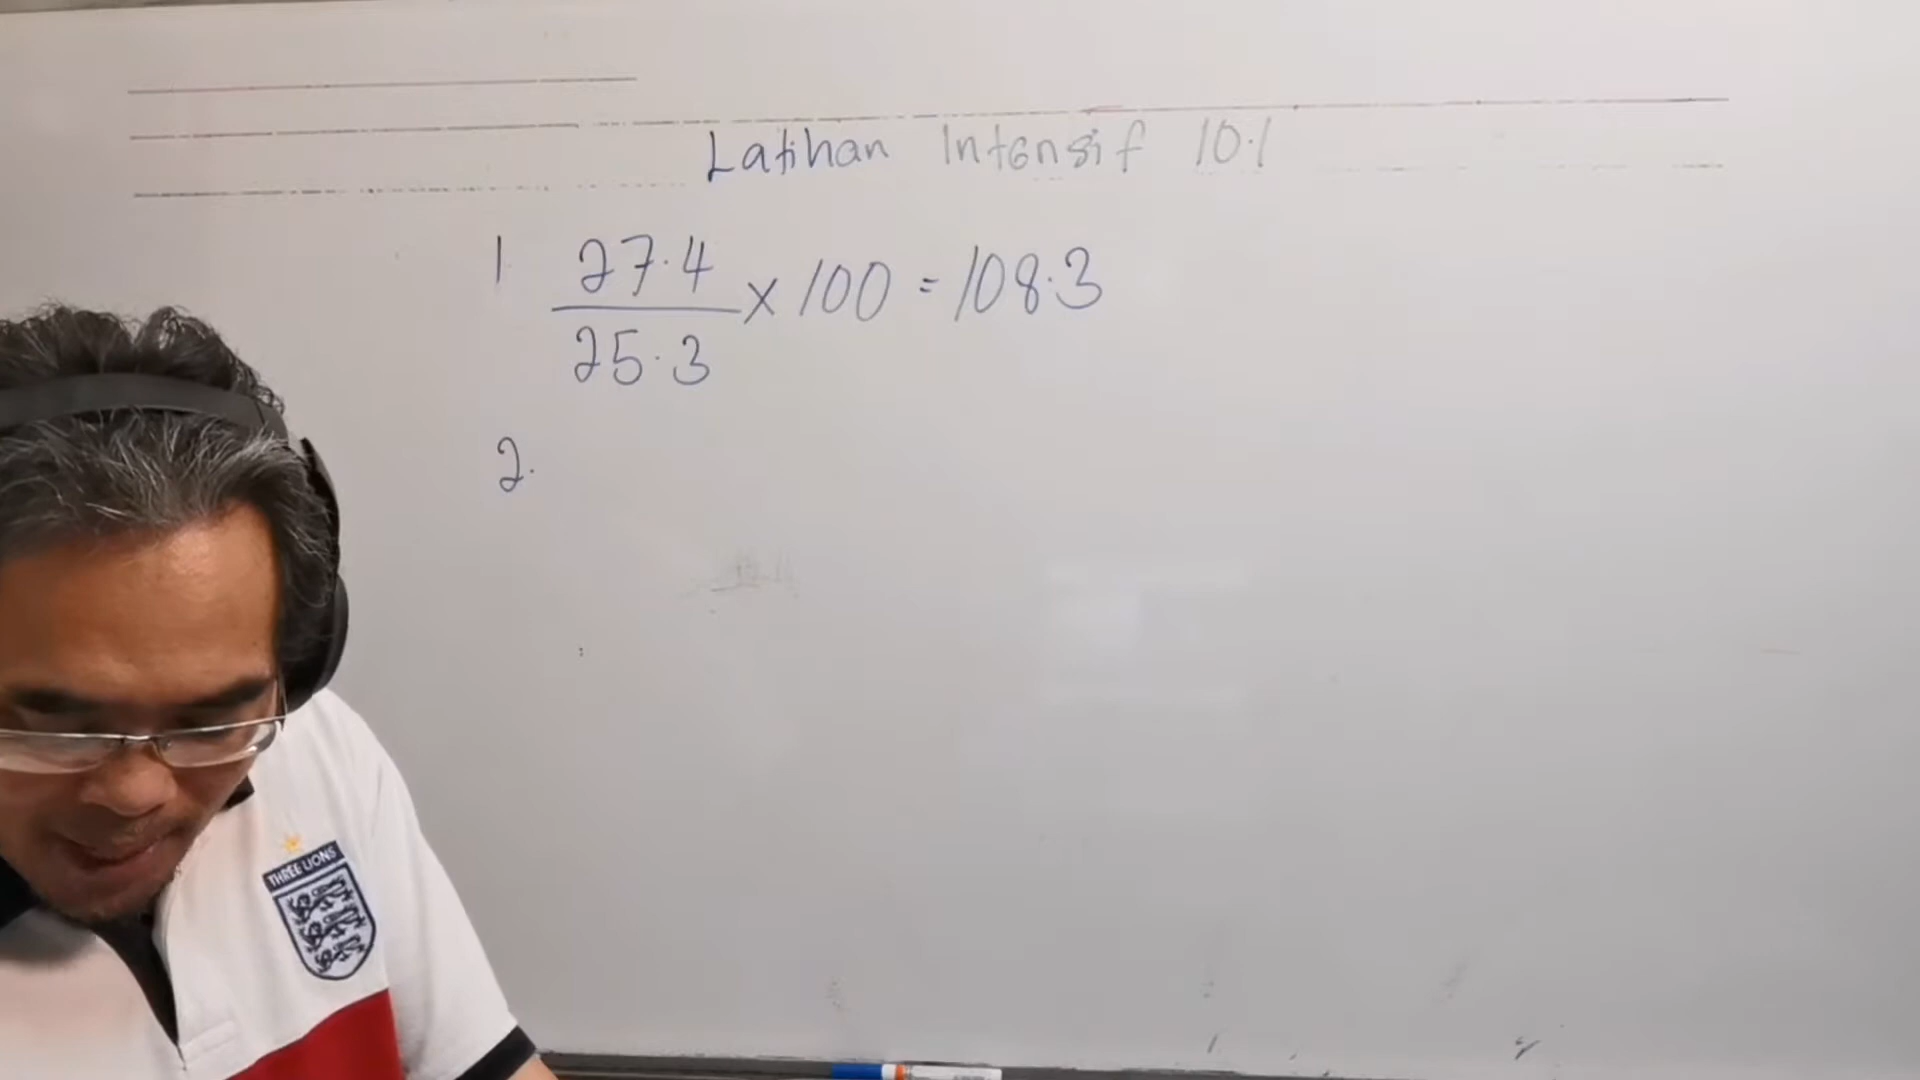 Latihan Intensif 10.1
1. 27.4
25.3
x 100 = 108.3
2.
THREE LIONS